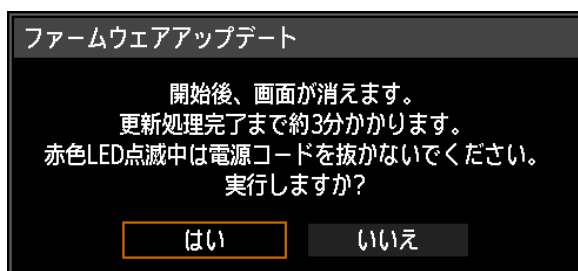 ファームウェアアップデート
開始後、画面が消えます。
更新処理完了まで約3分かかります。
赤色LED点滅中は電源コードを抜かないでください。
実行しますか?
はい いいえ